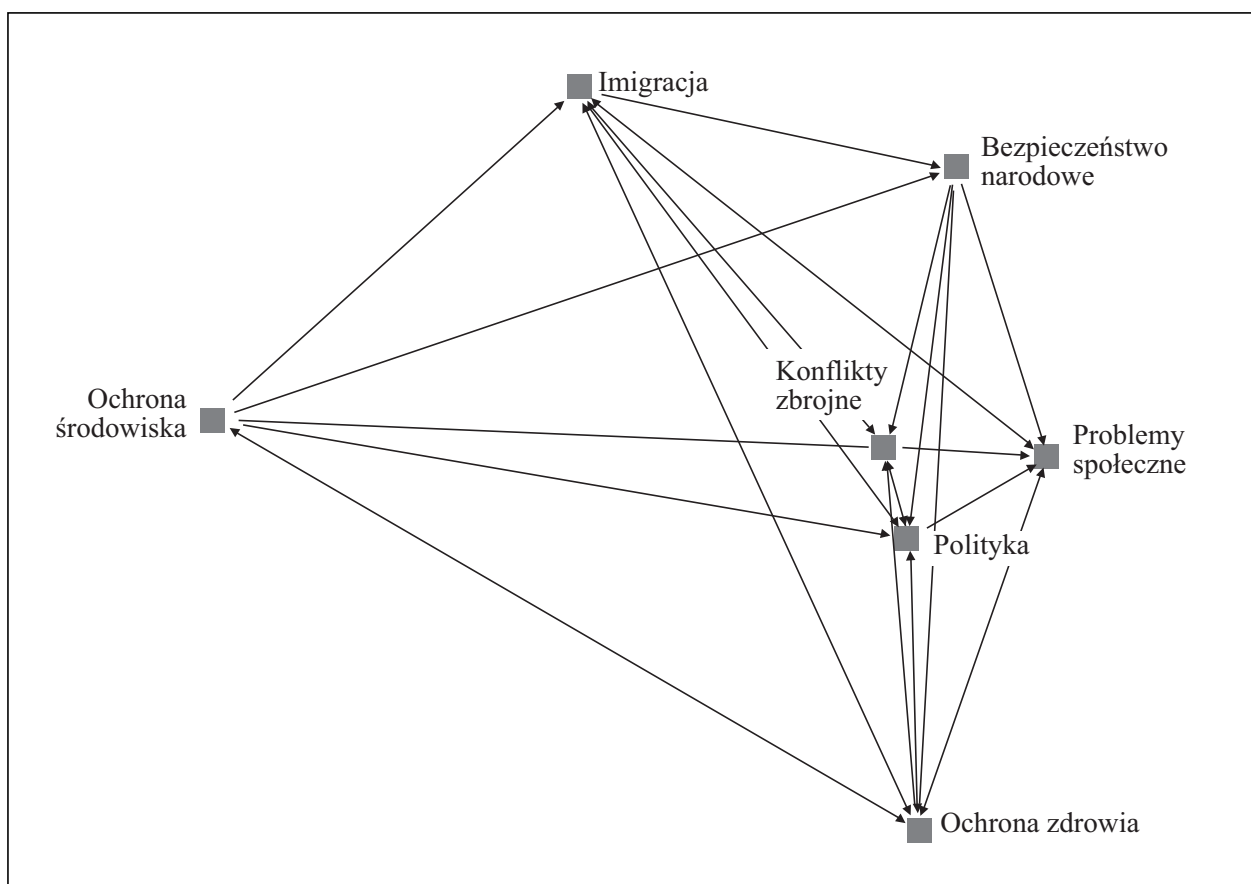 Imigracja
Bezpieczeństwo
narodowe
Konflikty
zbrojne
Ochrona
środowiska
Problemy
społeczne
Polityka
Ochrona zdrowia